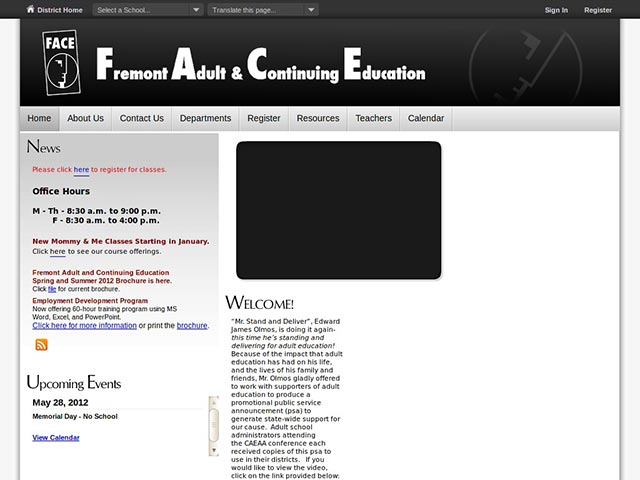 District Home
Select a School...
Translate this page...
Sign In
Register
FACE
Fremont Adult & Continuing Education
Home
About Us
Contact Us
Departments
Register
Resources
Teachers
Calendar
News
Please click here to register for classes.
Office Hours
M - Th - 8:30 a.m. to 9:00 p.m.
F - 8:30 a.m. to 4:00 p.m.
New Mommy & Me Classes Starting in January.
Click here to see our course offerings.
Fremont Adult and Continuing Education
Spring and Summer 2012 Brochure is here.
Click file for current brochure.
Employment Development Program
Now offering 60-hour training program using MS
Word, Excel, and PowerPoint.
Click here for more information or print the brochure.
Upcoming Events
May 28, 2012
Memorial Day - No School
View Calendar
Welcome!
"Mr. Stand and Deliver", Edward
James Olmos, is doing it again-
this time he's standing and
delivering for adult education!
Because of the impact that adult
education has had on his life,
and the lives of his family and
friends, Mr. Olmos gladly offered
to work with supporters of adult
education to produce a
promotional public service
announcement (psa) to
generate state-wide support for
our cause.  Adult school
administrators attending
the CAEAA conference each
received copies of this psa to
use in their districts.   If you
would like to view the video,
click on the link provided below: